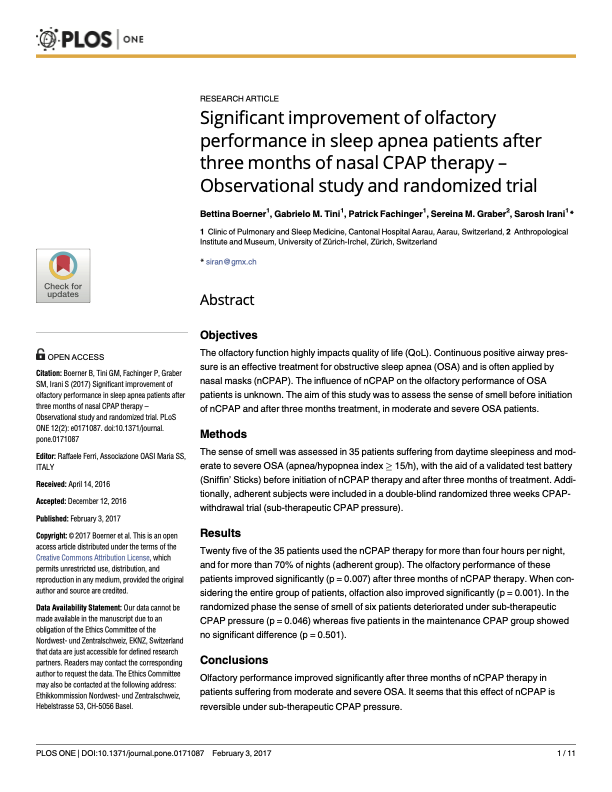 PLOS | ONE
RESEARCH ARTICLE
Significant improvement of olfactory
performance in sleep apnea patients after
three months of nasal CPAP therapy –
Observational study and randomized trial
Bettina Boerner1, Gabrielo M. Tini1, Patrick Fachinger1, Sereina M. Graber2, Sarosh Irani1*
1 Clinic of Pulmonary and Sleep Medicine, Cantonal Hospital Aarau, Aarau, Switzerland, 2 Anthropological
Institute and Museum, University of Zürich-Irchel, Zürich, Switzerland
* siran@gmx.ch
Check for
updates
OPEN ACCESS
Citation: Boerner B, Tini GM, Fachinger P, Graber
SM, Irani S (2017) Significant improvement of
olfactory performance in sleep apnea patients after
three months of nasal CPAP therapy –
Observational study and randomized trial. PLoS
ONE 12(2): e0171087. doi:10.1371/journal.
pone.0171087
Editor: Raffaele Ferri, Associazione OASI Maria SS,
ITALY
Received: April 14, 2016
Accepted: December 12, 2016
Published: February 3, 2017
Copyright: © 2017 Boerner et al. This is an open
access article distributed under the terms of the
Creative Commons Attribution License, which
permits unrestricted use, distribution, and
reproduction in any medium, provided the original
author and source are credited.
Data Availability Statement: Our data cannot be
made available in the manuscript due to an
obligation of the Ethics Committee of the
Nordwest- und Zentralschweiz, EKNZ, Switzerland
that data are just accessible for defined research
partners. Readers may contact the corresponding
author to request the data. The Ethics Committee
may also be contacted at the following address:
Ethikkommission Nordwest- und Zentralschweiz,
Hebelstrasse 53, CH-5056 Basel.
Abstract
Objectives
The olfactory function highly impacts quality of life (QoL). Continuous positive airway pres-
sure is an effective treatment for obstructive sleep apnea (OSA) and is often applied by
nasal masks (nCPAP). The influence of nCPAP on the olfactory performance of OSA
patients is unknown. The aim of this study was to assess the sense of smell before initiation
of nCPAP and after three months treatment, in moderate and severe OSA patients.
Methods
The sense of smell was assessed in 35 patients suffering from daytime sleepiness and mod-
erate to severe OSA (apnea/hypopnea index ≥ 15/h), with the aid of a validated test battery
(Sniffin’ Sticks) before initiation of nCPAP therapy and after three months of treatment. Addi-
tionally, adherent subjects were included in a double-blind randomized three weeks CPAP-
withdrawal trial (sub-therapeutic CPAP pressure).
Results
Twenty five of the 35 patients used the nCPAP therapy for more than four hours per night,
and for more than 70% of nights (adherent group). The olfactory performance of these
patients improved significantly (p = 0.007) after three months of nCPAP therapy. When con-
sidering the entire group of patients, olfaction also improved significantly (p = 0.001). In the
randomized phase the sense of smell of six patients deteriorated under sub-therapeutic
CPAP pressure (p = 0.046) whereas five patients in the maintenance CPAP group showed
no significant difference (p = 0.501).
Conclusions
Olfactory performance improved significantly after three months of nCPAP therapy in
patients suffering from moderate and severe OSA. It seems that this effect of nCPAP is
reversible under sub-therapeutic CPAP pressure.
PLOS ONE | DOI:10.1371/journal.pone.0171087 February 3, 2017
1 / 11